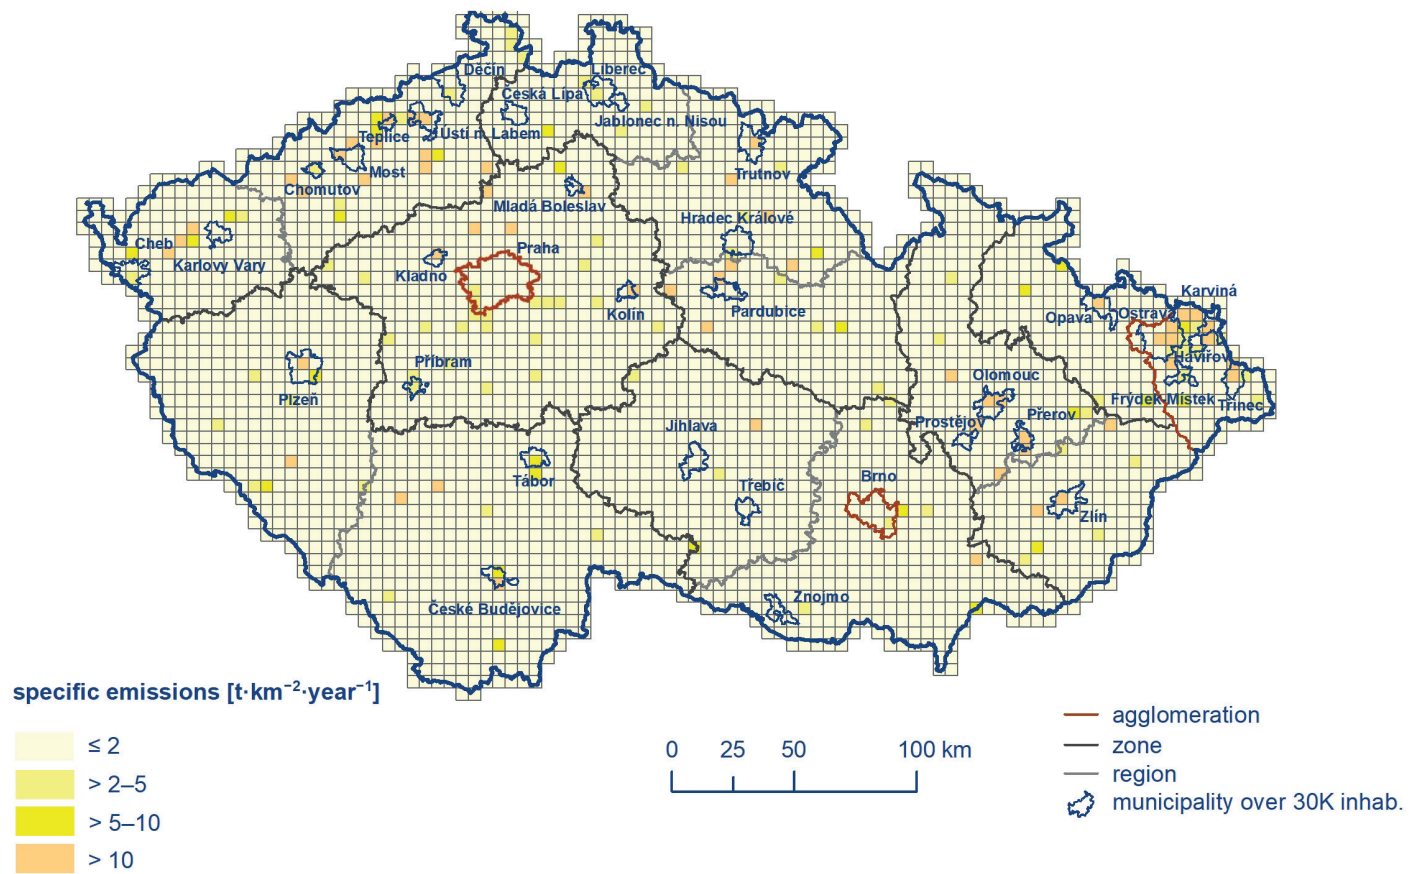 Děčín
Liberec
Česká Lípa
Jablonec n. Nisou
Teplice
Ústí n. Labem
Most
Trutnov
Chomutov
Mladá Boleslav
Hradec Králové
Cheb
Karlovy Vary
Praha
Kladno
Karviná
Kolín
Pardubice
Opava
Ostrava
Havířov
Příbram
Olomouc
Plzeň
Frýdek Místek
Třinec
Přerov
Prostějov
Jihlava
Brno
Tábor
Třebíč
Zlín
Znojmo
České Budějovice
specific emissions [t·km⁻²·year⁻¹]
≤ 2
> 2–5
> 5–10
> 10
0 25 50 100 km
agglomeration
zone
region
municipality over 30K inhab.